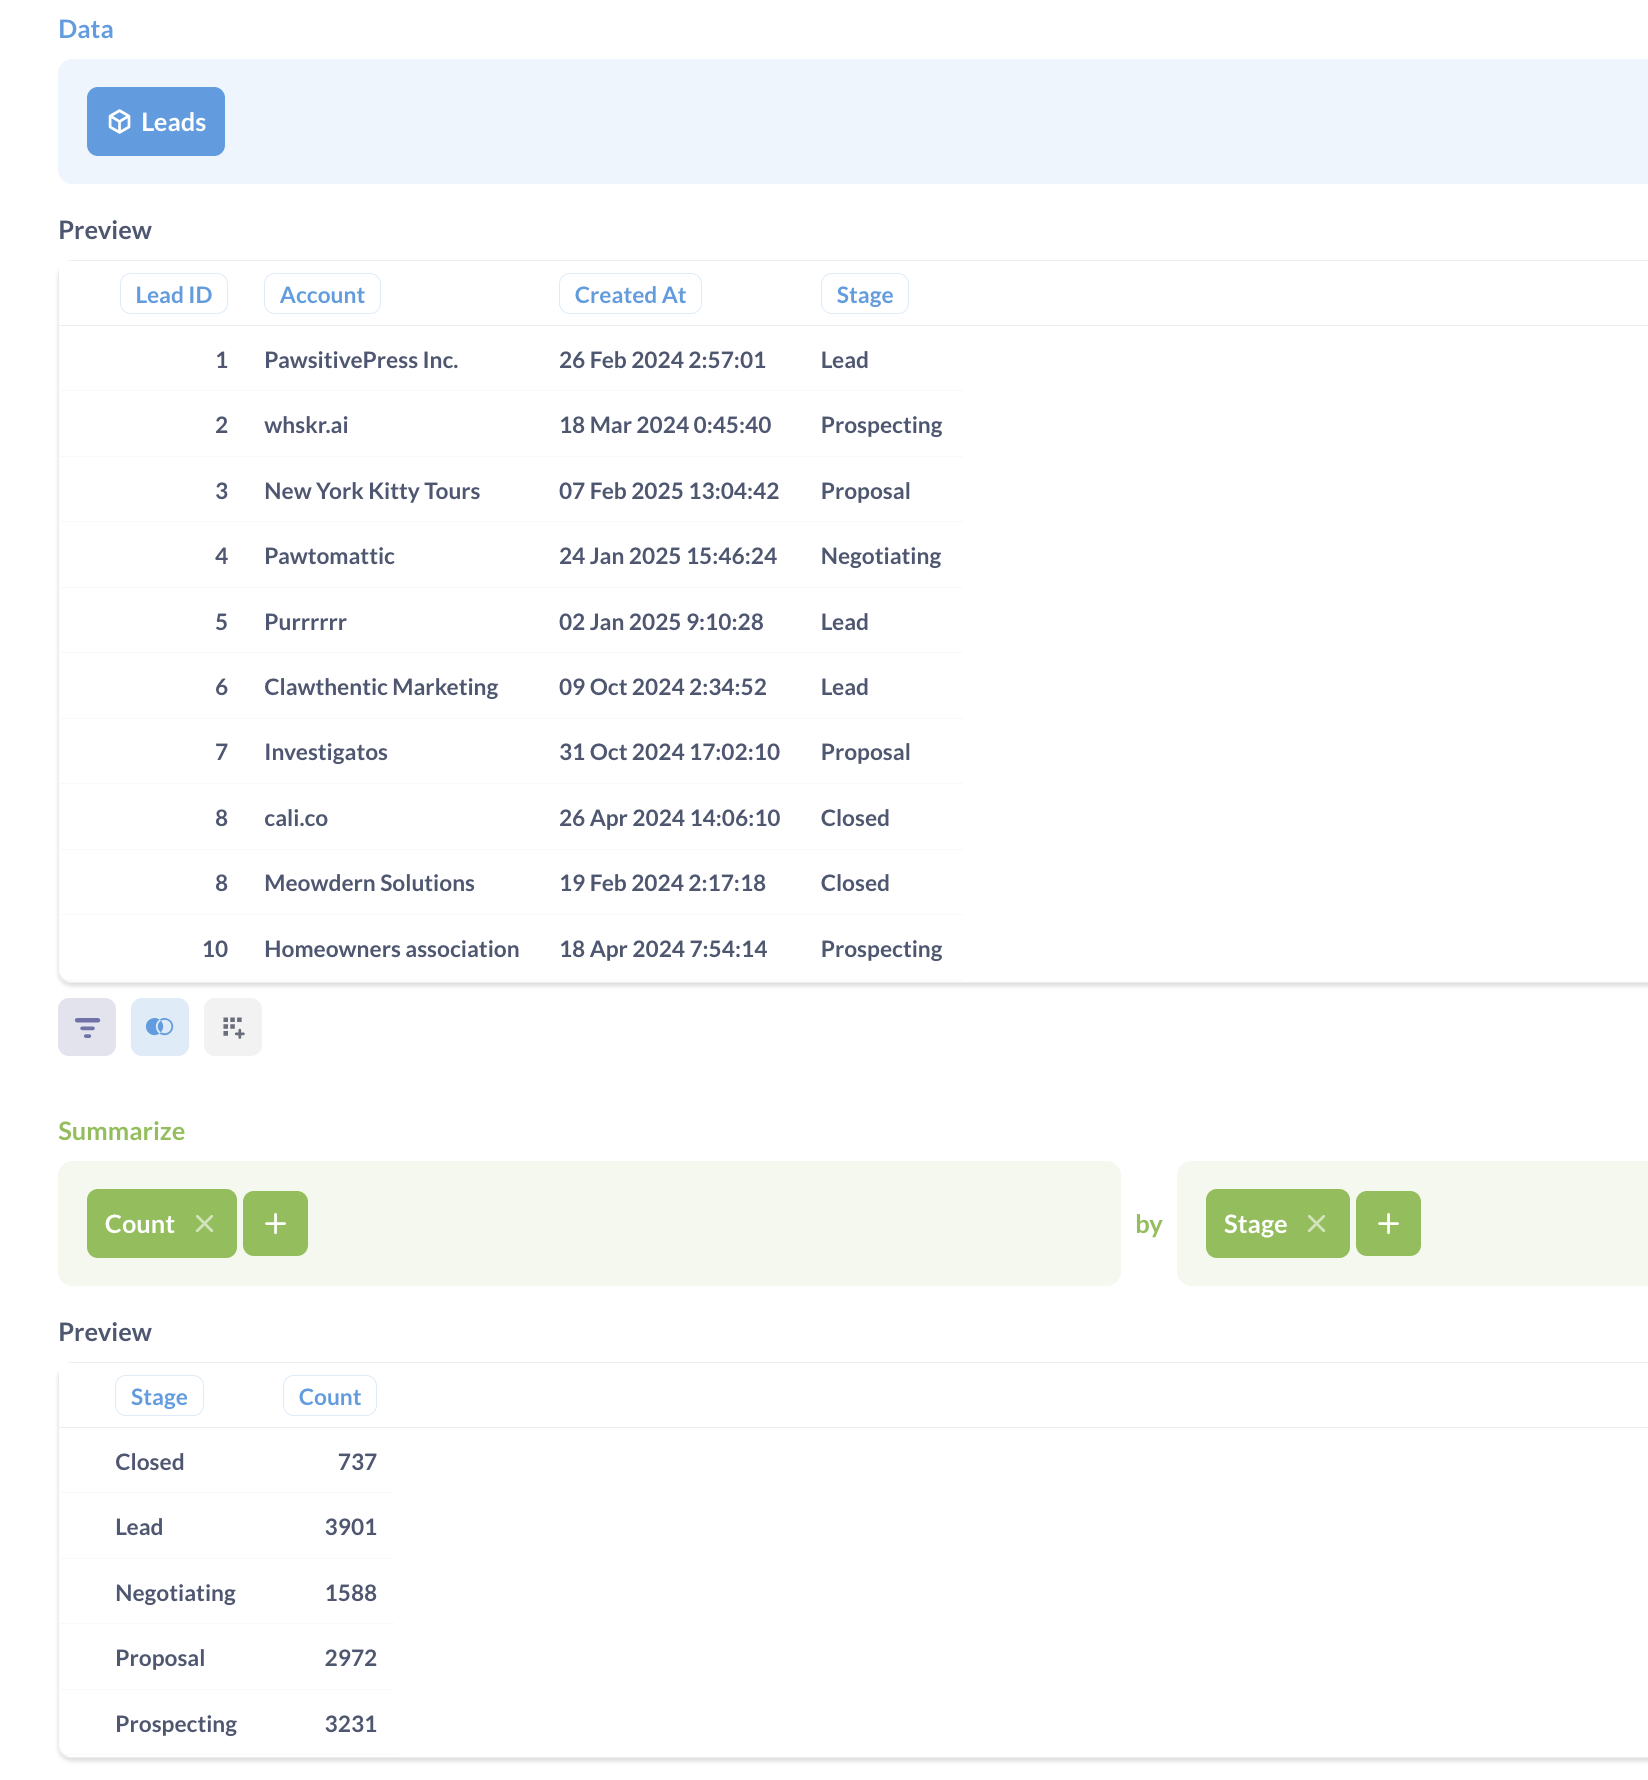 Data
Leads
Preview
Lead ID Account Created At Stage
1 PawsitivePress Inc. 26 Feb 2024 2:57:01 Lead
2 whskr.ai 18 Mar 2024 0:45:40 Prospecting
3 New York Kitty Tours 07 Feb 2025 13:04:42 Proposal
4 Pawtomattic 24 Jan 2025 15:46:24 Negotiating
5 Purrrrrr 02 Jan 2025 9:10:28 Lead
6 Clawthentic Marketing 09 Oct 2024 2:34:52 Lead
7 Investigatos 31 Oct 2024 17:02:10 Proposal
8 cali.co 26 Apr 2024 14:06:10 Closed
8 Meowdern Solutions 19 Feb 2024 2:17:18 Closed
10 Homeowners association 18 Apr 2024 7:54:14 Prospecting
Summarize
Count by Stage
Preview
Stage Count
Closed 737
Lead 3901
Negotiating 1588
Proposal 2972
Prospecting 3231